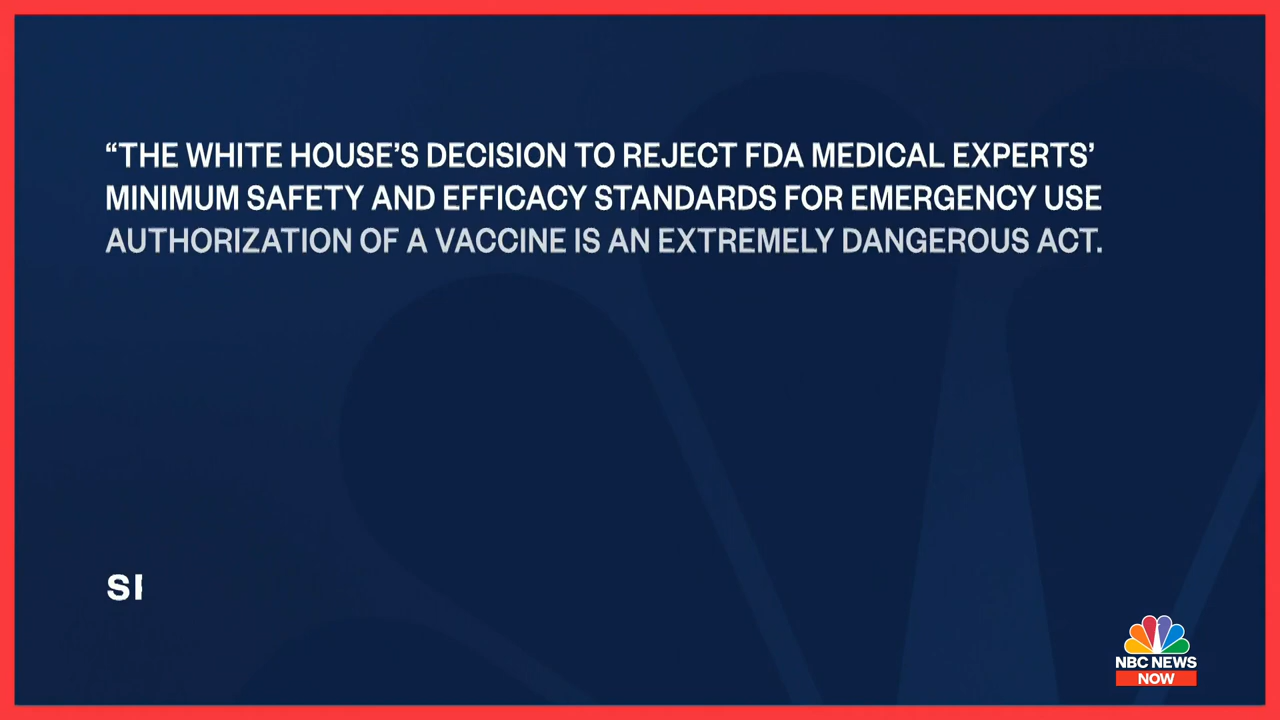 “THE WHITE HOUSE’S DECISION TO REJECT FDA MEDICAL EXPERTS’
MINIMUM SAFETY AND EFFICACY STANDARDS FOR EMERGENCY USE
AUTHORIZATION OF A VACCINE IS AN EXTREMELY DANGEROUS ACT.
NBC NEWS
NOW